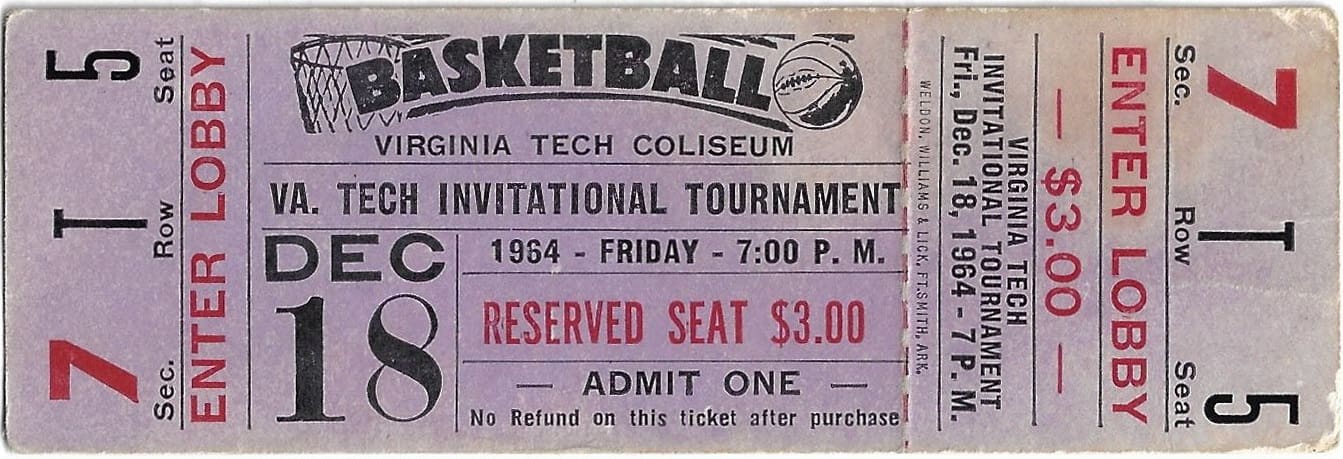 7 T 5
Sec. Row Seat
ENTER LOBBY
BASKETBALL
VIRGINIA TECH COLISEUM
VA. TECH INVITATIONAL TOURNAMENT
DEC
18
1964 - FRIDAY - 7:00 P. M.
RESERVED SEAT $3.00
— ADMIT ONE —
No Refund on this ticket after purchase
7 T 5
Sec. Row Seat
ENTER LOBBY
— $3.00 —
VIRGINIA TECH
INVITATIONAL TOURNAMENT
Fri., Dec. 18, 1964 - 7 P. M.
WELDON, WILLIAMS & LICK, FT. SMITH, ARK.